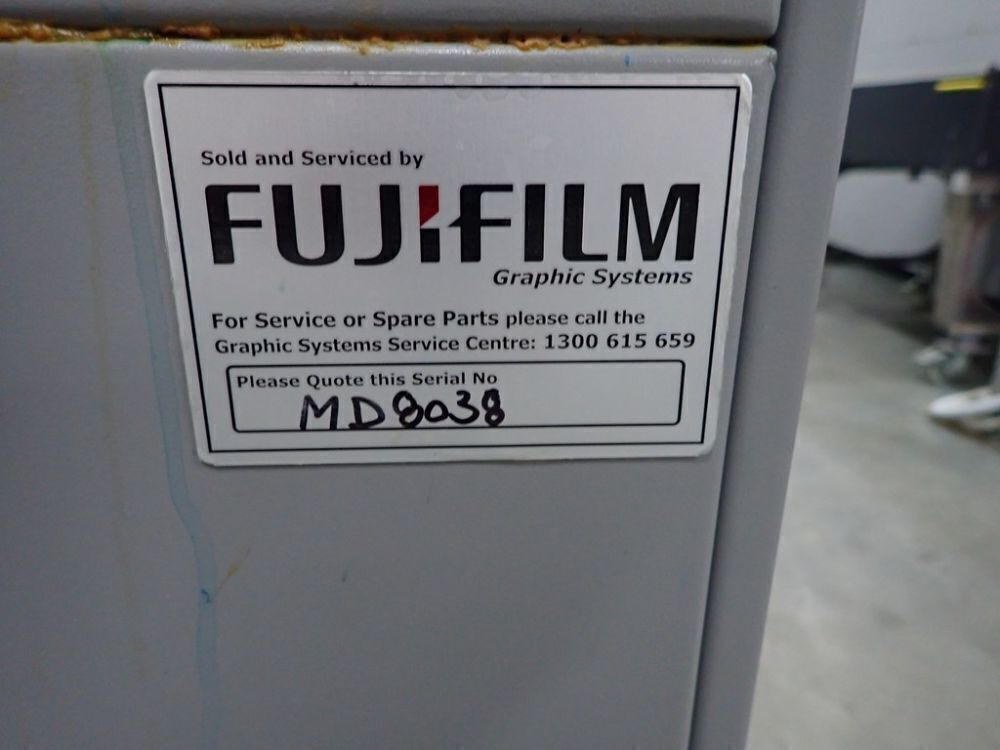 Sold and Serviced by
FUJIFILM
Graphic Systems
For Service or Spare Parts please call the
Graphic Systems Service Centre: 1300 615 659
Please Quote this Serial No
MD8038